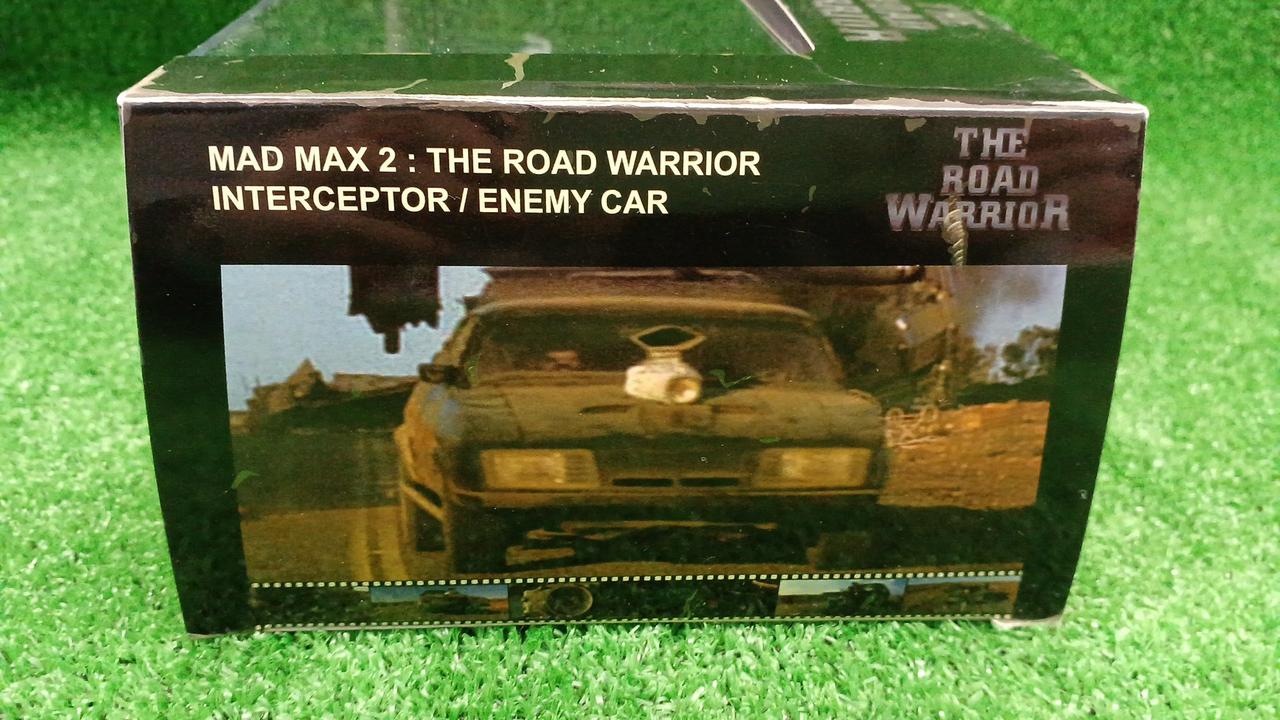 MAD MAX 2 : THE ROAD WARRIOR
INTERCEPTOR / ENEMY CAR
THE
ROAD
WARRIOR